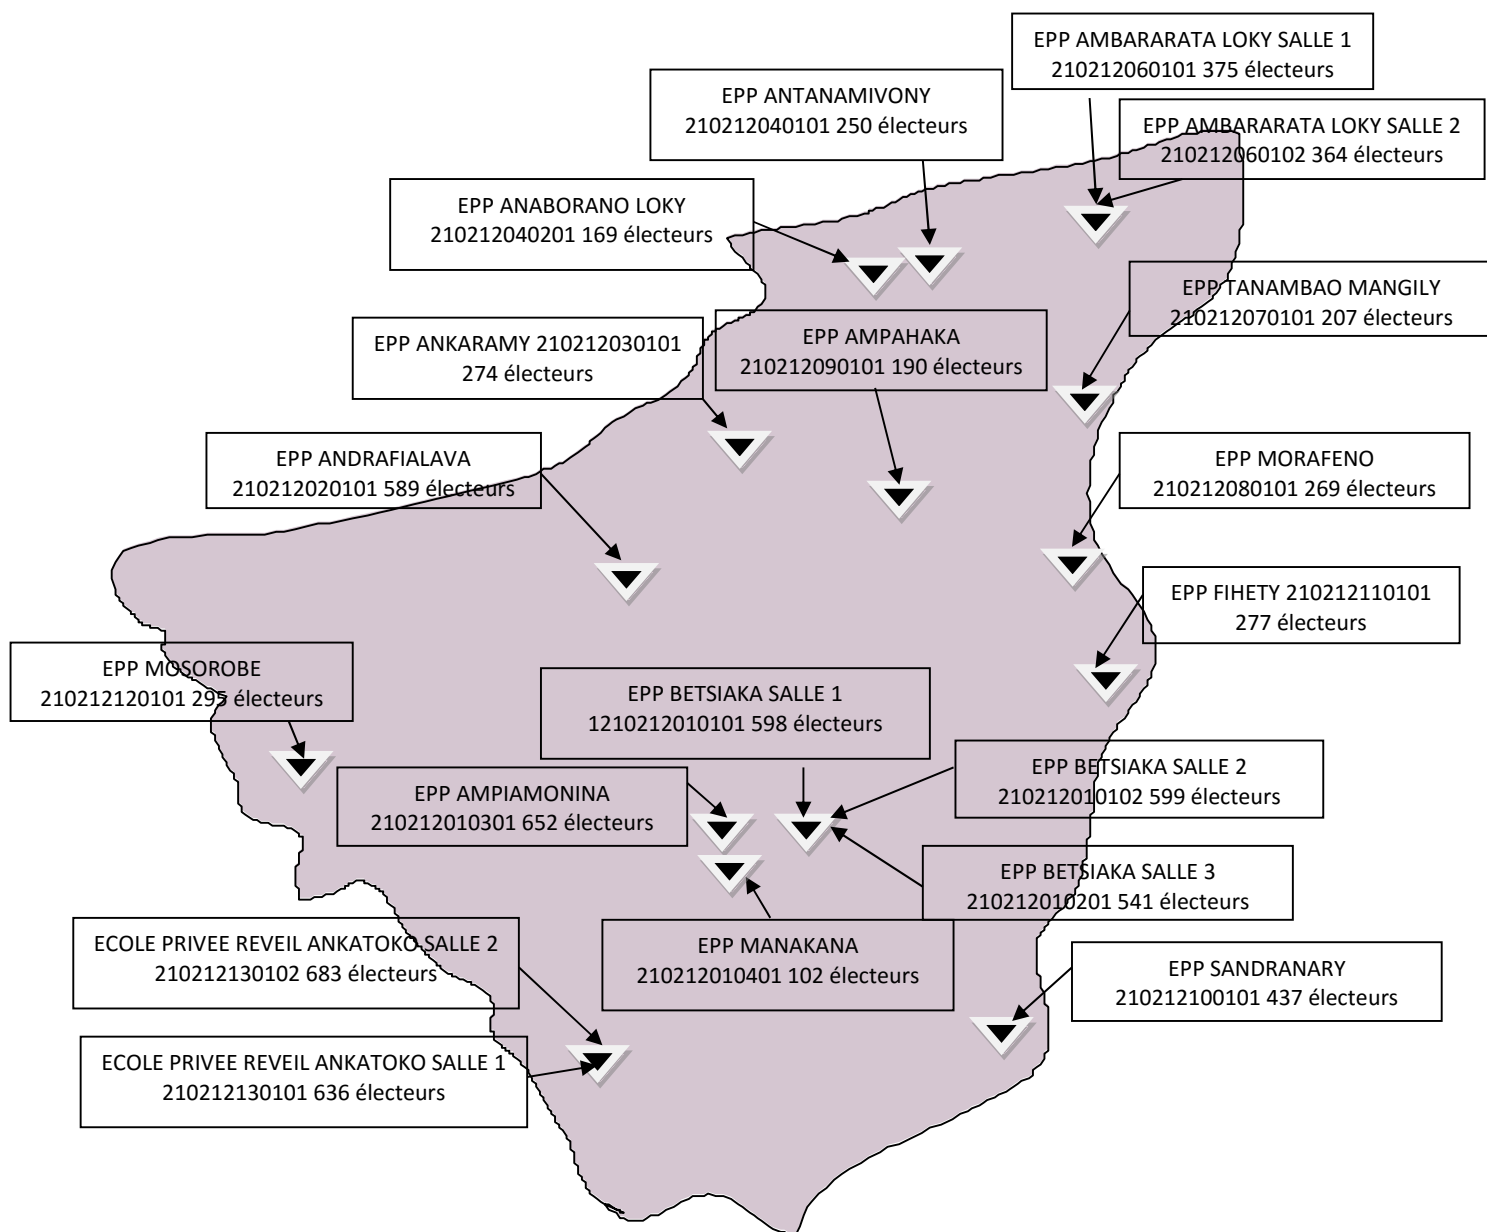 EPP AMBARARATA LOKY SALLE 1
210212060101 375 électeurs
EPP ANTANAMIVONY
210212040101 250 électeurs
EPP AMBARARATA LOKY SALLE 2
210212060102 364 électeurs
EPP ANABORANO LOKY
210212040201 169 électeurs
EPP TANAMBAO MANGILY
210212070101 207 électeurs
EPP ANKARAMY 210212030101
274 électeurs
EPP AMPAHAKA
210212090101 190 électeurs
EPP ANDRAFIALAVA
210212020101 589 électeurs
EPP MORAFENO
210212080101 269 électeurs
EPP FIHETY 210212110101
277 électeurs
EPP MOSOROBE
210212120101 295 électeurs
EPP BETSIAKA SALLE 1
1210212010101 598 électeurs
EPP BETSIAKA SALLE 2
210212010102 599 électeurs
EPP AMPIAMONINA
210212010301 652 électeurs
EPP BETSIAKA SALLE 3
210212010201 541 électeurs
ECOLE PRIVEE REVEIL ANKATOKO SALLE 2
210212130102 683 électeurs
EPP MANAKANA
210212010401 102 électeurs
EPP SANDRANARY
210212100101 437 électeurs
ECOLE PRIVEE REVEIL ANKATOKO SALLE 1
210212130101 636 électeurs